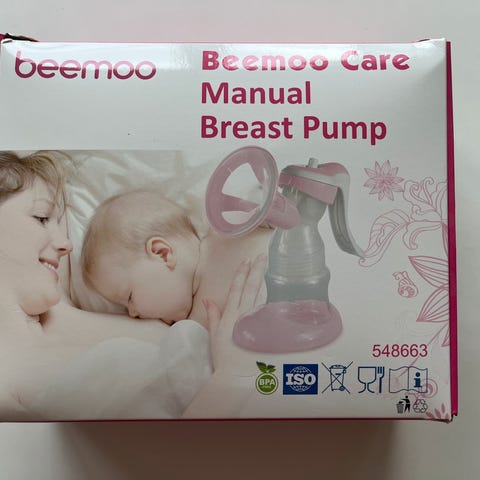 beemoo
Beemoo Care
Manual
Breast Pump
548663
BPA
ISO
i